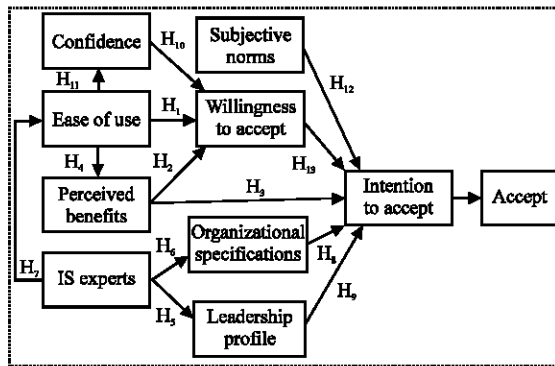 Confidence
H10
Subjective
norms
H11
H12
Ease of use
H1
Willingness
to accept
H4
H2
H13
Perceived
benefits
H3
Intention
to accept
Accept
H7
IS experts
H6
Organizational
specifications
H8
H5
H9
Leadership
profile